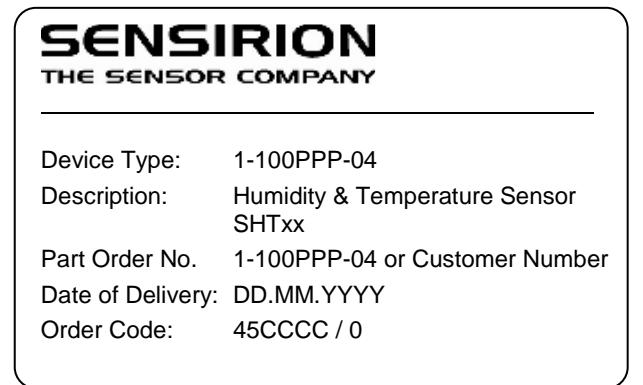 SENSIRION
THE SENSOR COMPANY
Device Type: 1-100PPP-04
Description: Humidity & Temperature Sensor
SHTxx
Part Order No. 1-100PPP-04 or Customer Number
Date of Delivery: DD.MM.YYYY
Order Code: 45CCCC / 0